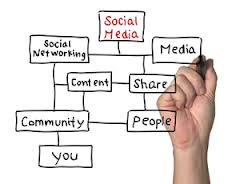 Social
Media
Social
Networking
Media
Content
Share
Community
People
you